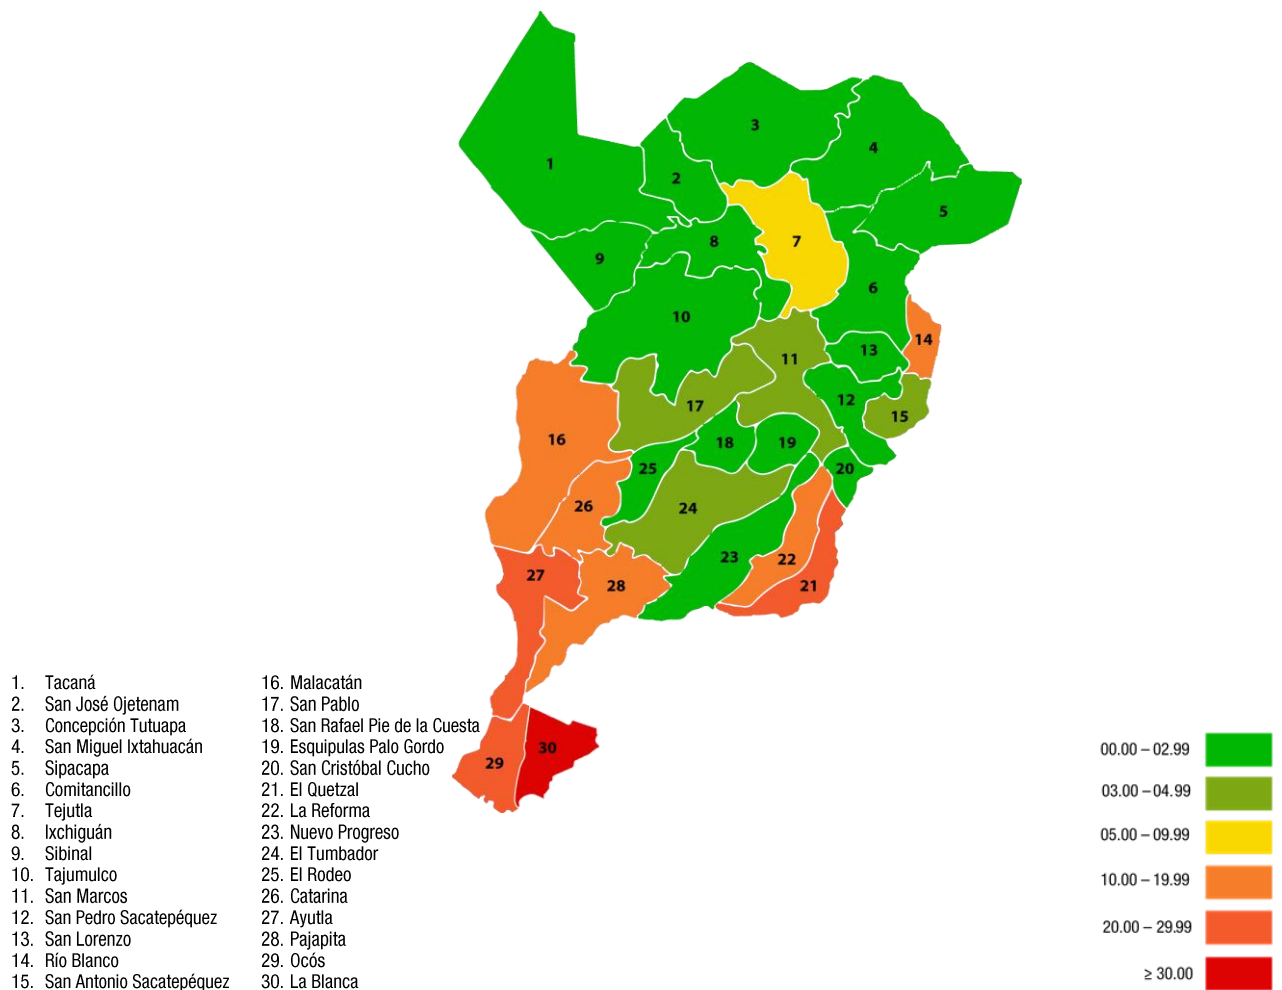 1
2
3
4
5
6
7
8
9
10
11
12
13
14
15
16
17
18
19
20
21
22
23
24
25
26
27
28
29
30
1. Tacaná
2. San José Ojetenam
3. Concepción Tutuapa
4. San Miguel Ixtahuacán
5. Sipacapa
6. Comitancillo
7. Tejutla
8. Ixchiguán
9. Sibinal
10. Tajumulco
11. San Marcos
12. San Pedro Sacatepéquez
13. San Lorenzo
14. Río Blanco
15. San Antonio Sacatepéquez
16. Malacatán
17. San Pablo
18. San Rafael Pie de la Cuesta
19. Esquipulas Palo Gordo
20. San Cristóbal Cucho
21. El Quetzal
22. La Reforma
23. Nuevo Progreso
24. El Tumbador
25. El Rodeo
26. Catarina
27. Ayutla
28. Pajapita
29. Ocós
30. La Blanca
00.00 – 02.99
03.00 – 04.99
05.00 – 09.99
10.00 – 19.99
20.00 – 29.99
≥ 30.00